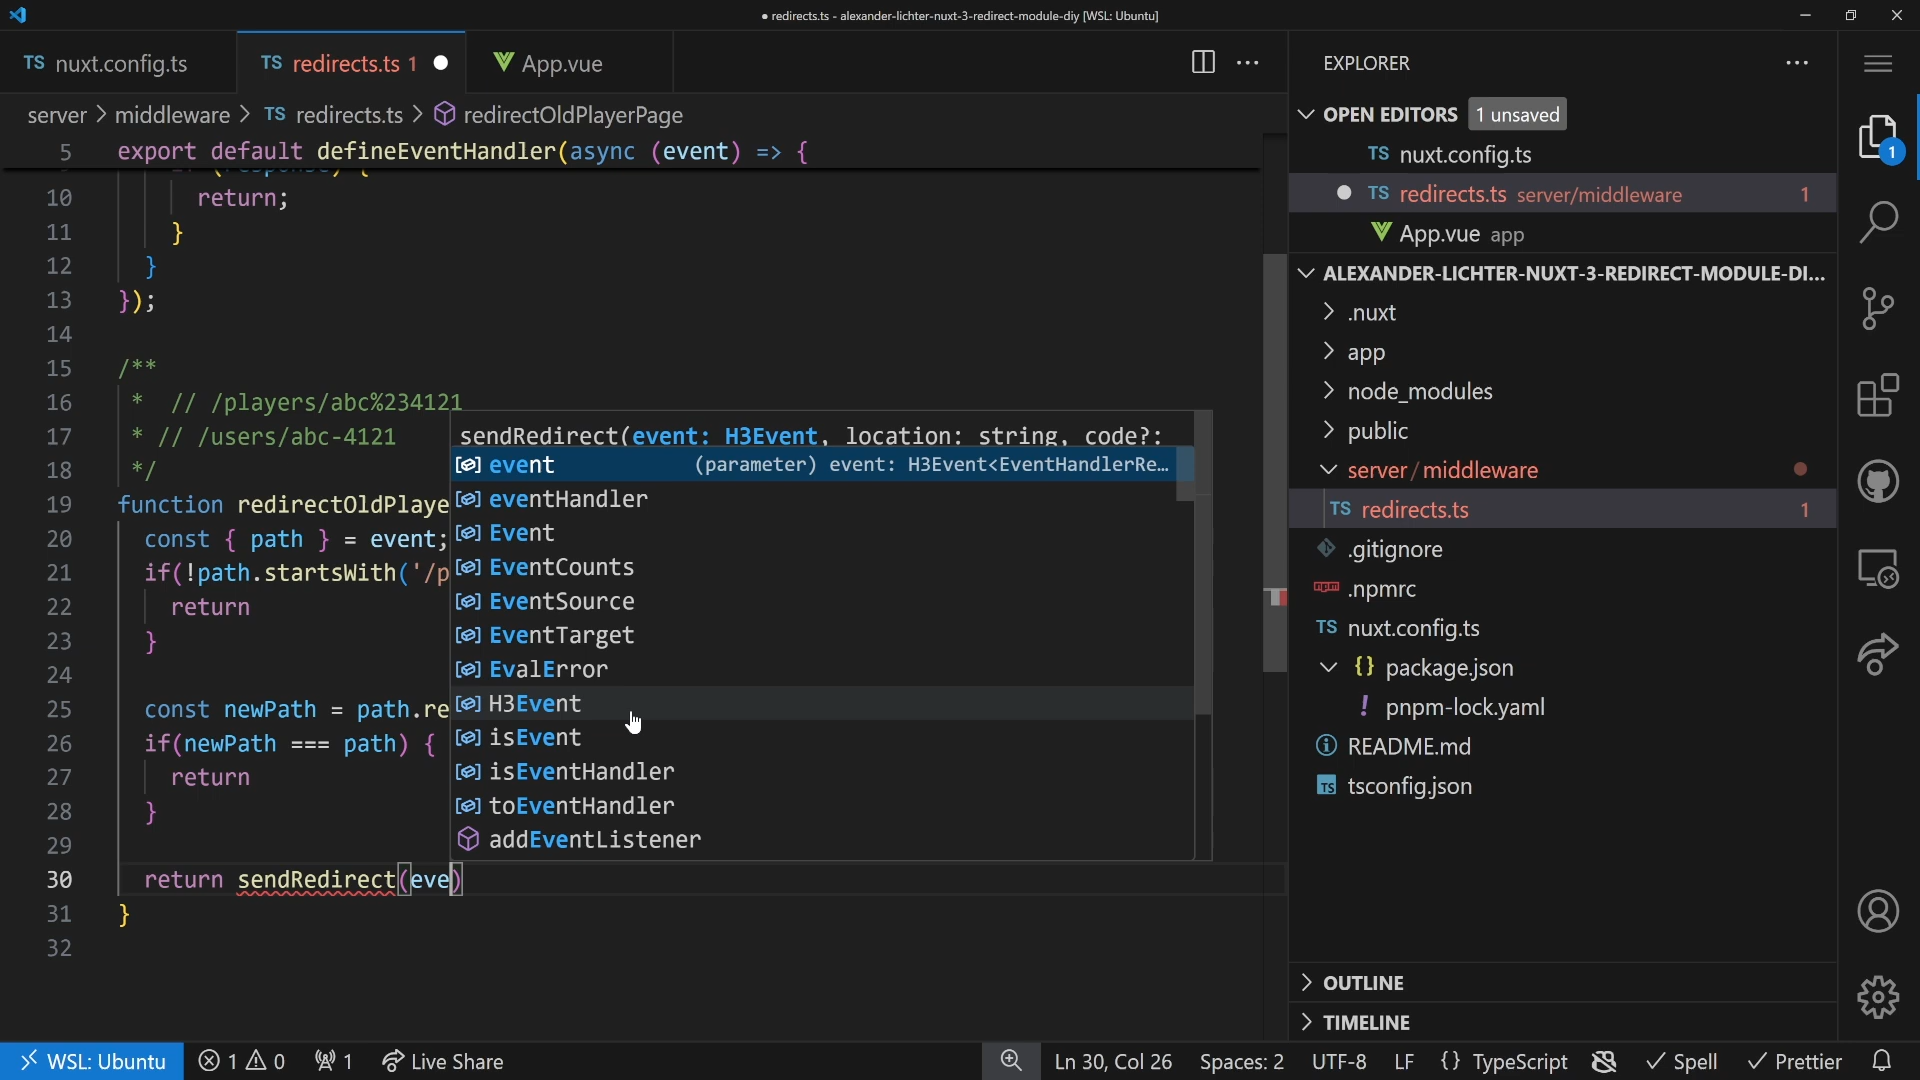 redirects.ts - alexander-lichter-nuxt-3-redirect-module-diy [WSL: Ubuntu]
TS nuxt.config.ts
TS redirects.ts 1
App.vue
server > middleware > TS redirects.ts > redirectOldPlayerPage
5 export default defineEventHandler(async (event) => {
10 return;
11 }
12 }
13 });
14
15 /**
16 * // /players/abc%234121
17 * // /users/abc-4121
18 */
19 function redirectOldPlaye
20 const { path } = event;
21 if(!path.startsWith('/p
22 return
23 }
24
25 const newPath = path.re
26 if(newPath === path) {
27 return
28 }
29
30 return sendRedirect(eve)
31 }
32
sendRedirect(event: H3Event, location: string, code?:
event (parameter) event: H3Event<EventHandlerRe...
eventHandler
Event
EventCounts
EventSource
EventTarget
EvalError
H3Event
isEvent
isEventHandler
toEventHandler
addEventListener
EXPLORER
OPEN EDITORS 1 unsaved
TS nuxt.config.ts
TS redirects.ts server/middleware 1
App.vue app
ALEXANDER-LICHTER-NUXT-3-REDIRECT-MODULE-DI...
.nuxt
app
node_modules
public
server / middleware
TS redirects.ts 1
.gitignore
.npmrc
TS nuxt.config.ts
{} package.json
! pnpm-lock.yaml
README.md
TS tsconfig.json
OUTLINE
TIMELINE
1
WSL: Ubuntu
1 0
1
Live Share
Ln 30, Col 26
Spaces: 2
UTF-8
LF
{} TypeScript
Spell
Prettier